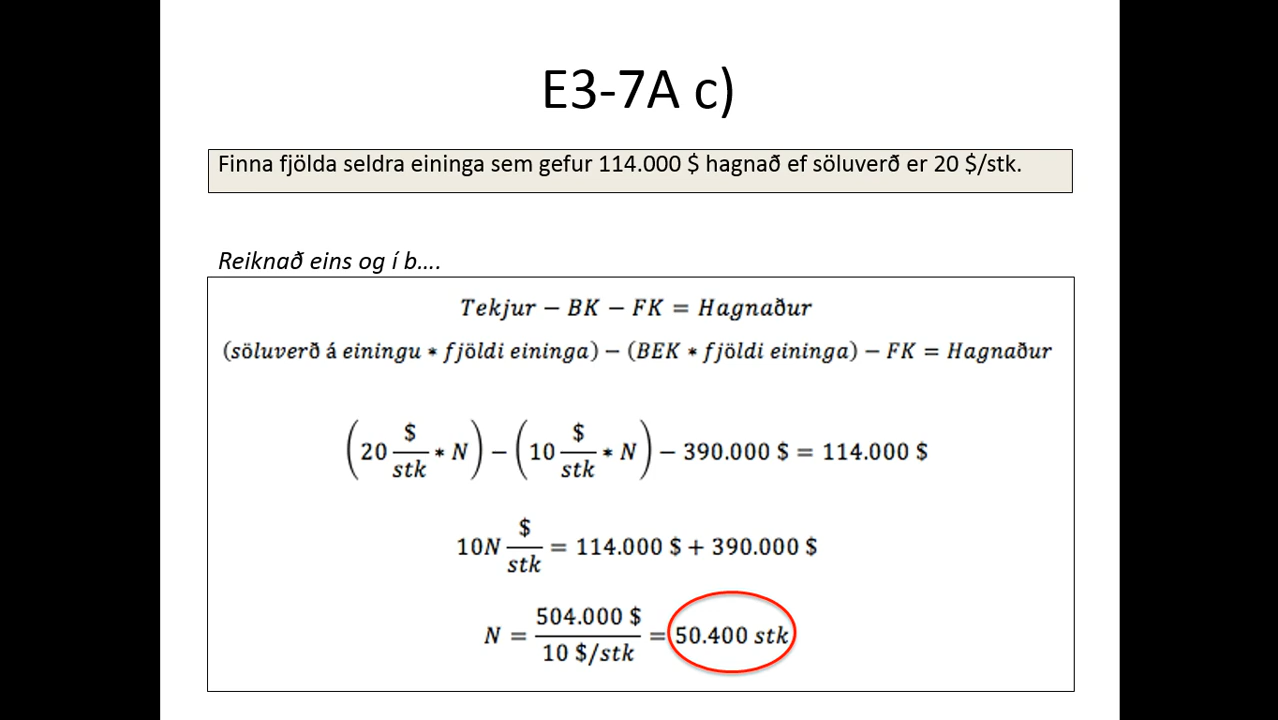 E3-7A c)
Finna fjölda seldra eininga sem gefur 114.000 $ hagnað ef söluverð er 20 $/stk.
Reiknað eins og í b….
Tekjur − BK − FK = Hagnaður
(söluverð á einingu * fjöldi eininga) − (BEK * fjöldi eininga) − FK = Hagnaður
(20 $/stk * N) − (10 $/stk * N) − 390.000 $ = 114.000 $
10N $/stk = 114.000 $ + 390.000 $
N = 504.000 $ / 10 $/stk = 50.400 stk